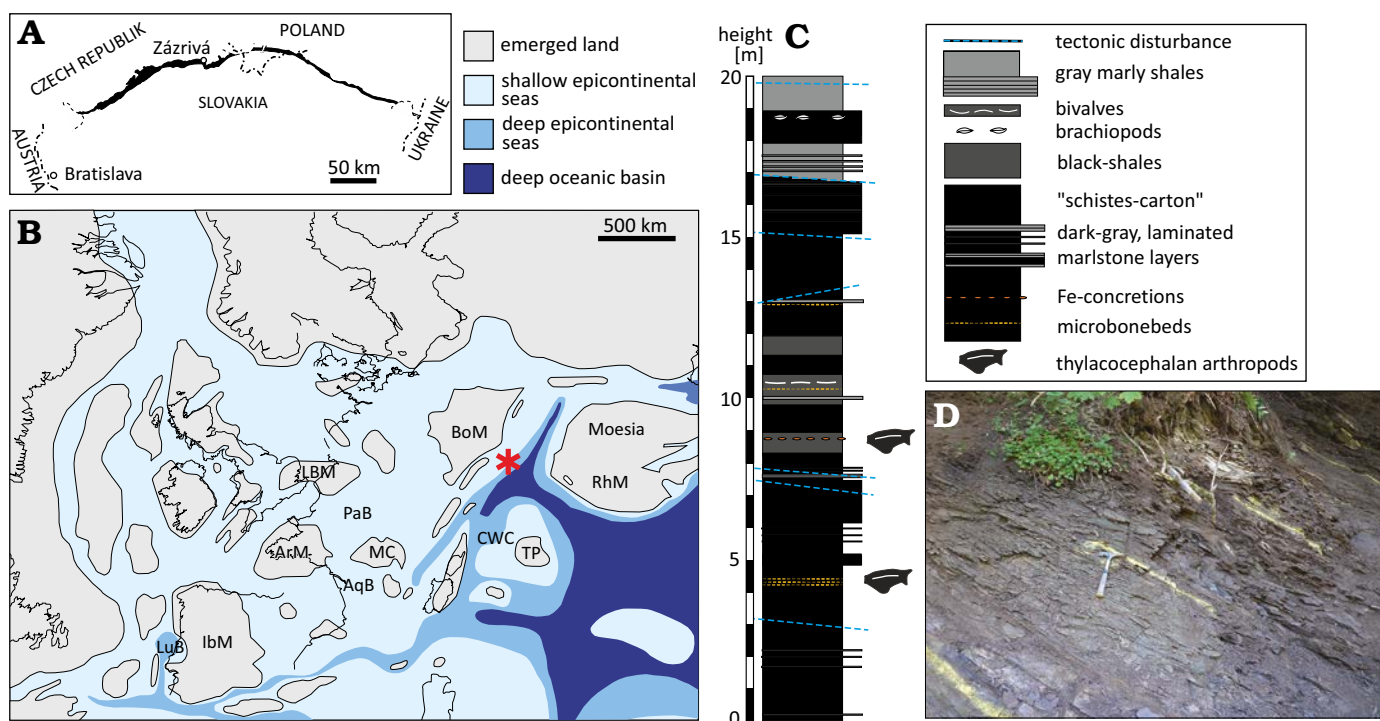 A
CZECH REPUBLIK
Zázrivá
POLAND
SLOVAKIA
UKRAINE
AUSTRIA
Bratislava
50 km
emerged land
shallow epicontinental
seas
deep epicontinental
seas
deep oceanic basin
B
500 km
BoM
Moesia
RhM
LBM
PaB
ArM
MC
CWC
TP
AqB
IbM
LuB
height
[m]
C
20
15
10
5
0
tectonic disturbance
gray marly shales
bivalves
brachiopods
black-shales
"schistes-carton"
dark-gray, laminated
marlstone layers
Fe-concretions
microbonebeds
thylacocephalan arthropods
D